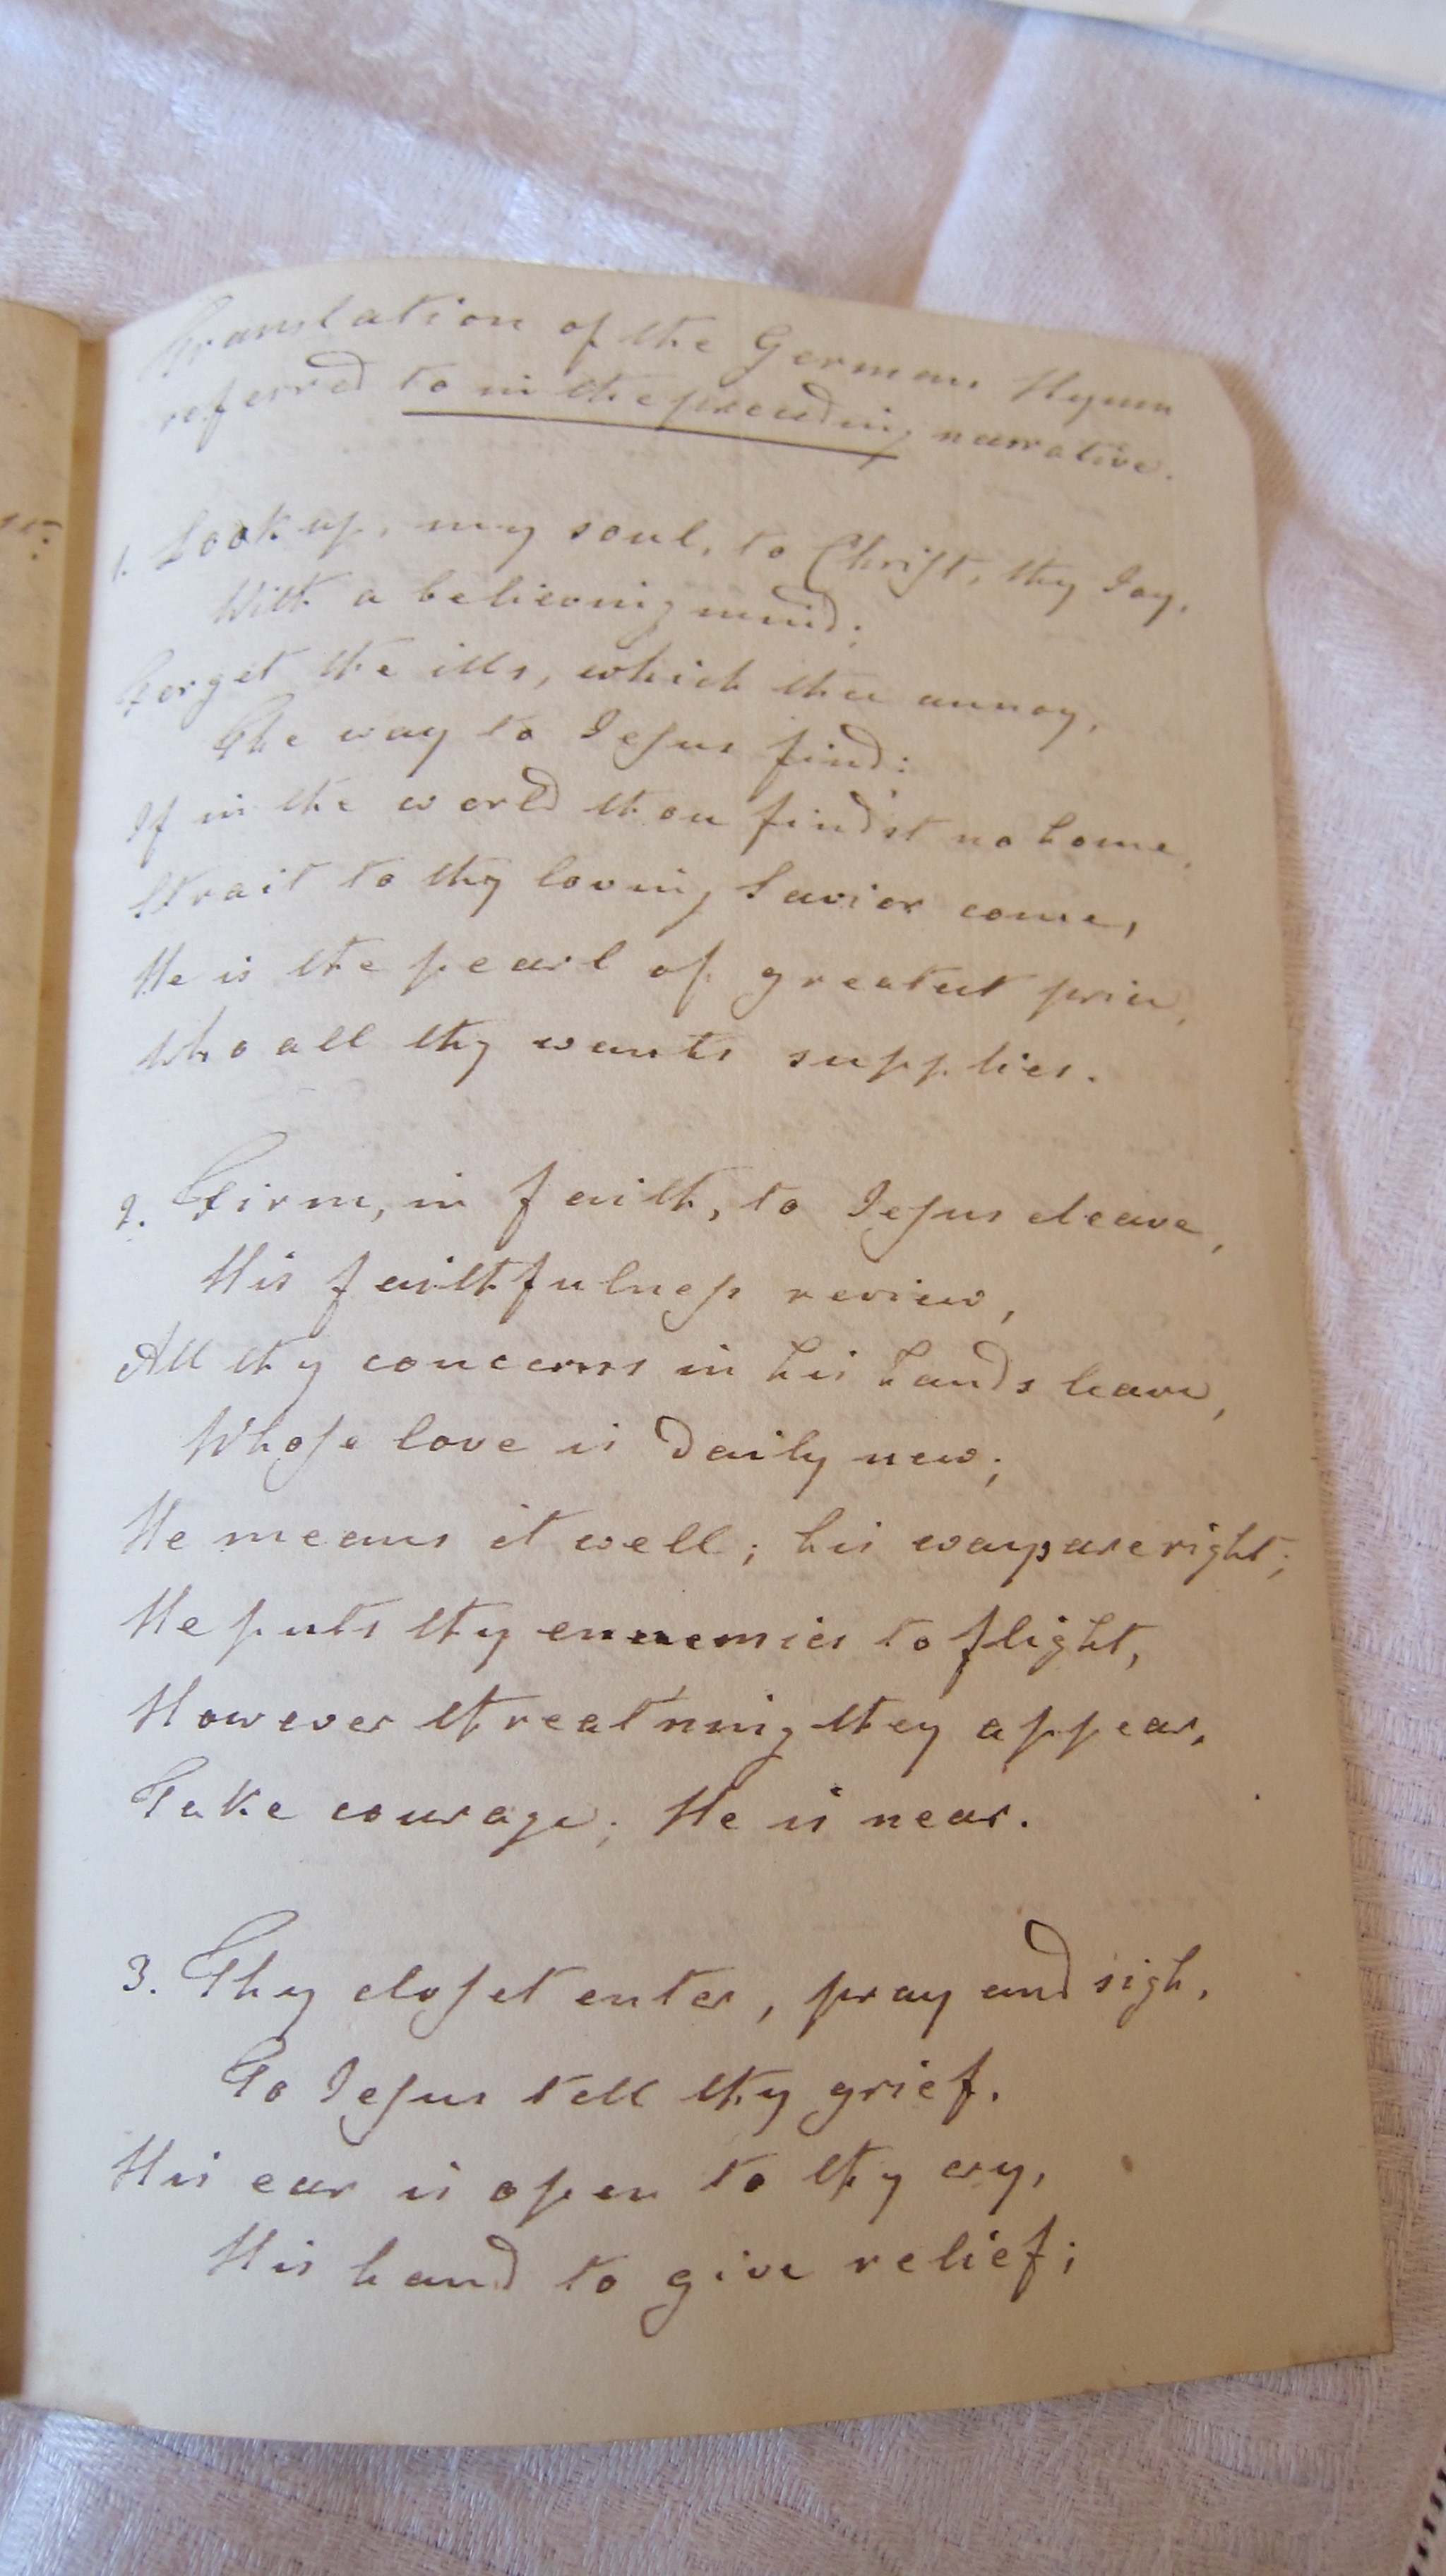 Translation of the German Hymn
referred to in the preceeding narrative.
1. Look up, my soul, to Christ, thy Joy,
With a believing mind;
Forget the ills, which thee annoy,
The way to Jesus find:
If in the world thou find'st no home,
Strait to thy loving Savior come,
He is the pearl of greatest price,
Who all thy wants supplies.
2. Firm, in faith, to Jesus cleave,
His faithfulness review,
All thy concerns in his hands leave,
Whose love is daily new;
He means it well; his ways are right;
He puts thy ennemies to flight,
However threat'ning they appear,
Take courage; He is near.
3. Thy closet enter, pray and sigh,
To Jesus tell thy grief.
His ear is open to thy cry,
His hand to give relief;